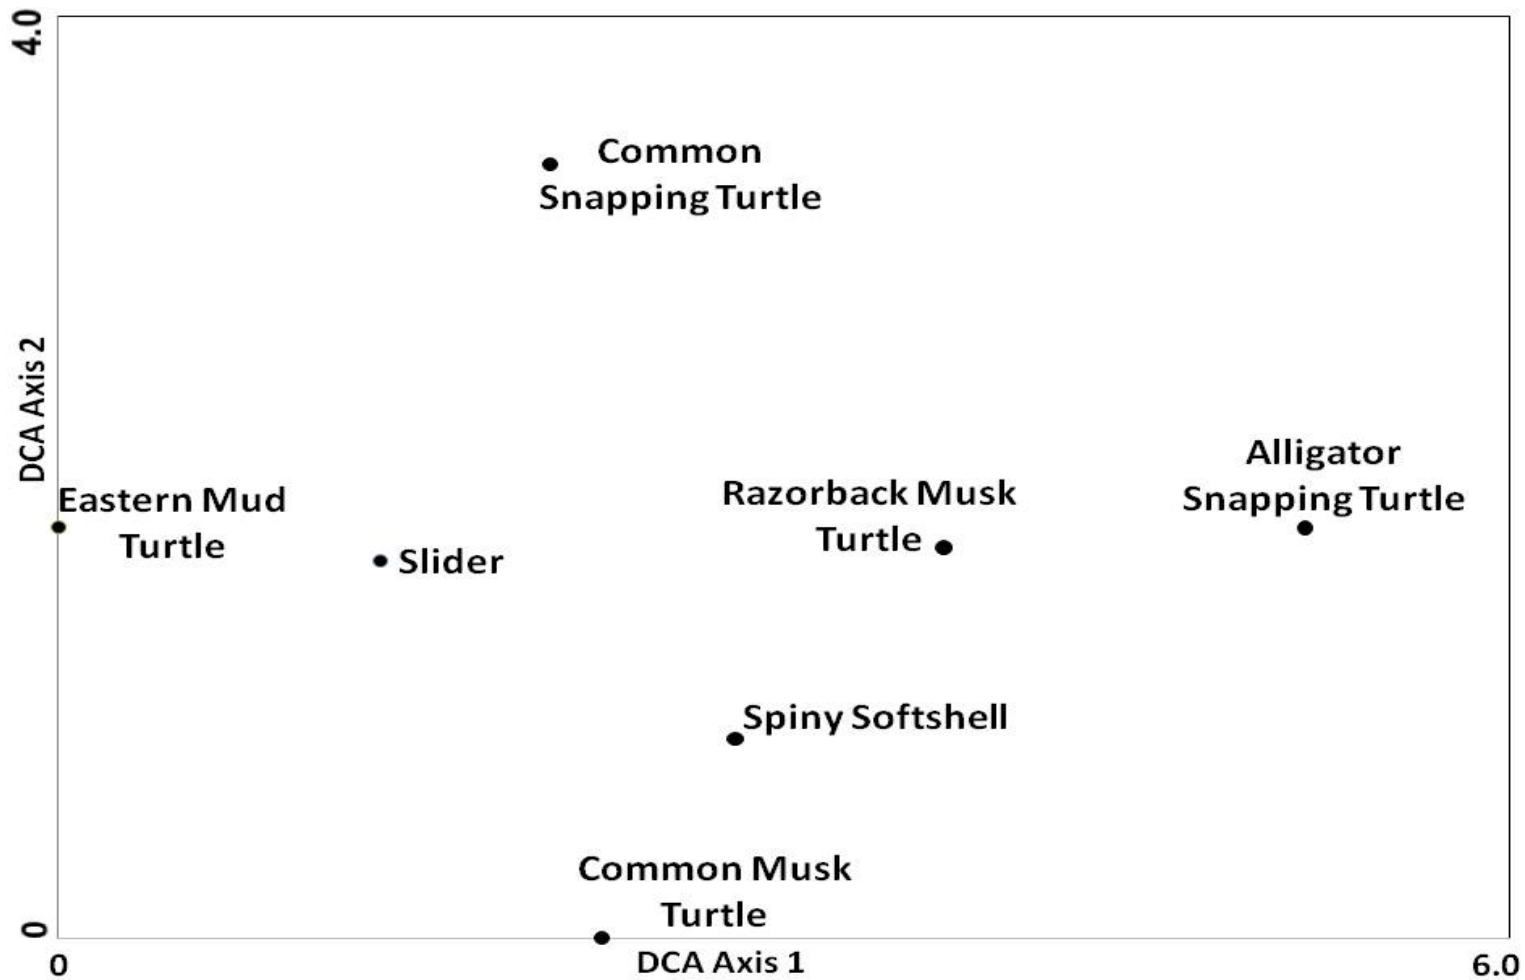 4.0
Common
Snapping Turtle
DCA Axis 2
Alligator
Snapping Turtle
Eastern Mud
Turtle
Razorback Musk
Turtle
Slider
Spiny Softshell
Common Musk
Turtle
0
0
DCA Axis 1
6.0